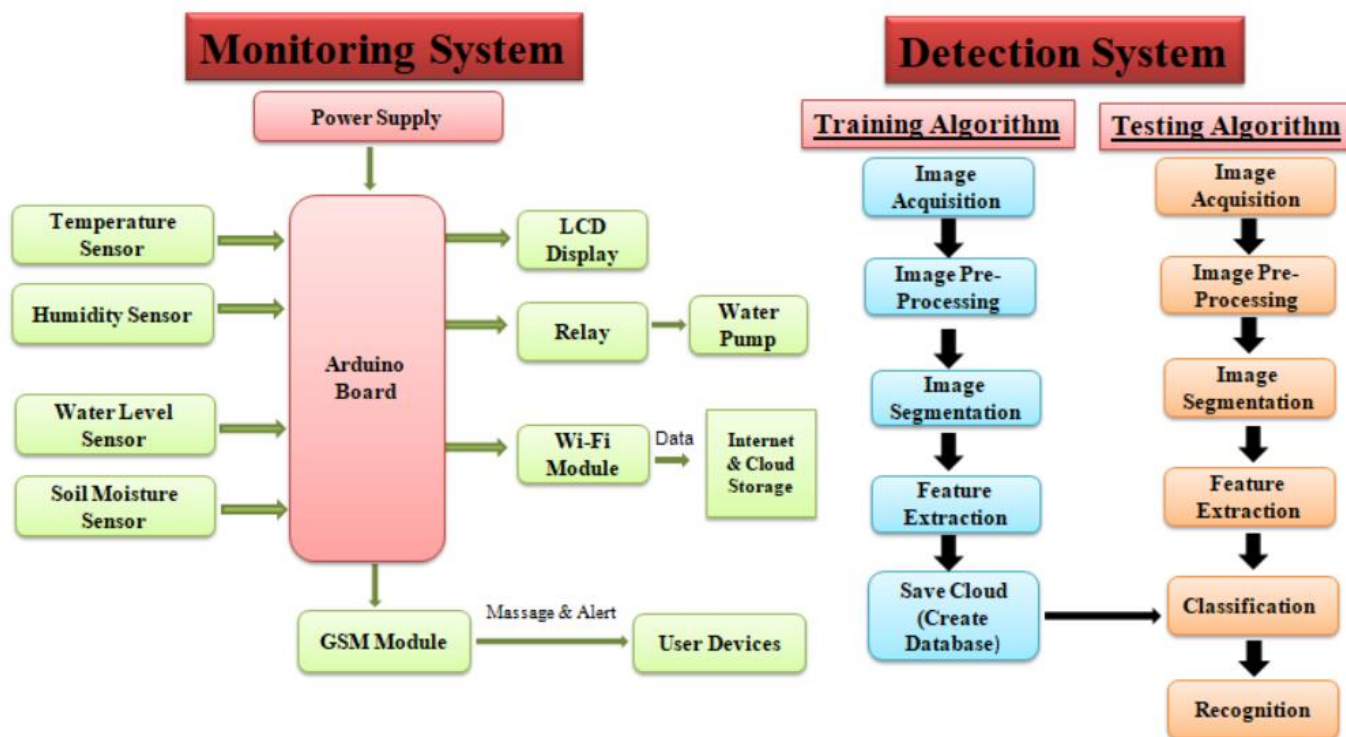 Monitoring System
Power Supply
Temperature
Sensor
Humidity Sensor
Water Level
Sensor
Soil Moisture
Sensor
Arduino
Board
LCD
Display
Relay
Water
Pump
Wi-Fi
Module
Data
Internet
& Cloud
Storage
GSM Module
Massage & Alert
User Devices
Detection System
Training Algorithm
Image
Acquisition
Image Pre-
Processing
Image
Segmentation
Feature
Extraction
Save Cloud
(Create
Database)
Testing Algorithm
Image
Acquisition
Image Pre-
Processing
Image
Segmentation
Feature
Extraction
Classification
Recognition